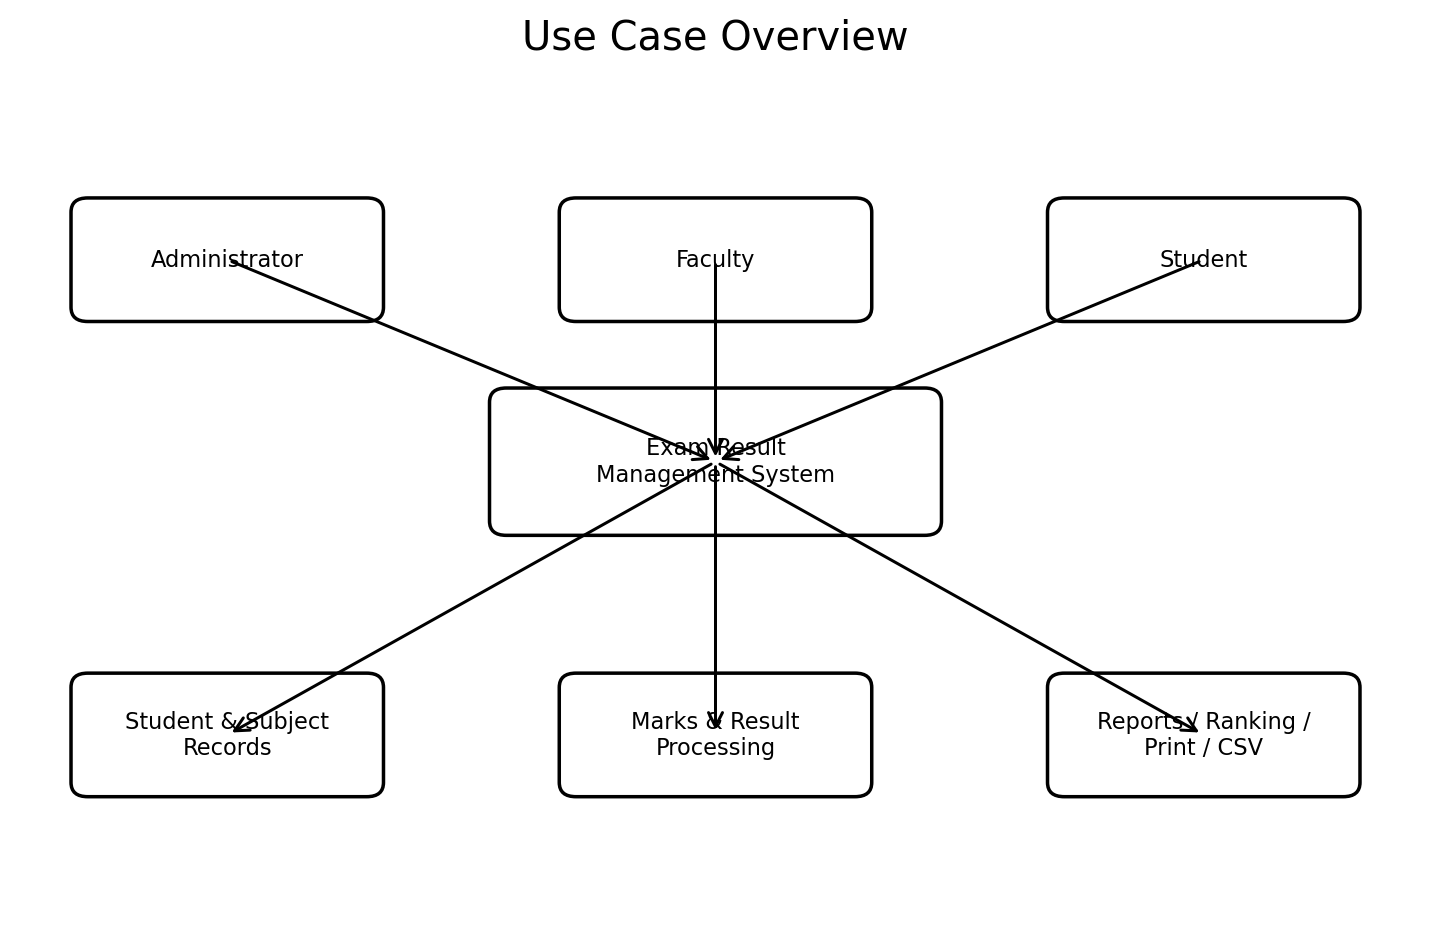 Use Case Overview
Administrator
Faculty
Student
Exam Result
Management System
Student & Subject
Records
Marks & Result
Processing
Reports / Ranking /
Print / CSV